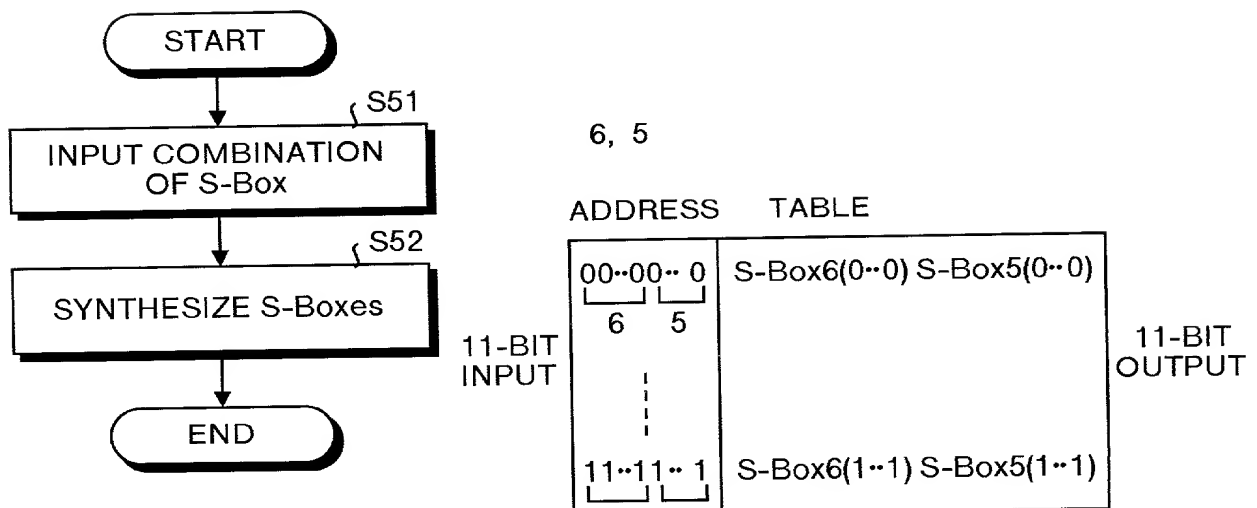 START
S51
INPUT COMBINATION
OF S-Box
S52
SYNTHESIZE S-Boxes
END
6, 5
ADDRESS TABLE
00··00·· 0 S-Box6(0··0) S-Box5(0··0)
6 5
11-BIT
INPUT
11-BIT
OUTPUT
11··11·· 1 S-Box6(1··1) S-Box5(1··1)